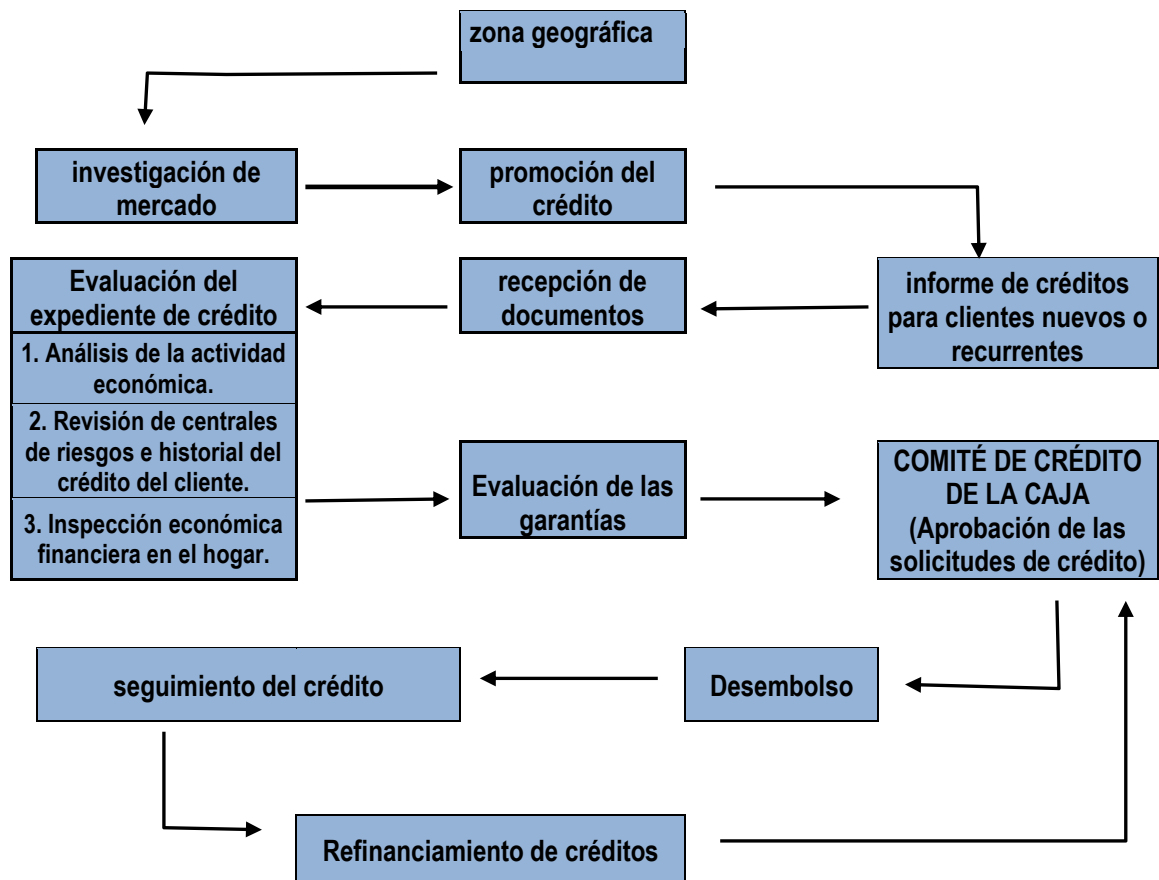 zona geográfica
investigación de
mercado
promoción del
crédito
Evaluación del
expediente de crédito
recepción de
documentos
informe de créditos
para clientes nuevos o
recurrentes
1. Análisis de la actividad
económica.
2. Revisión de centrales
de riesgos e historial del
crédito del cliente.
3. Inspección económica
financiera en el hogar.
Evaluación de las
garantías
COMITÉ DE CRÉDITO
DE LA CAJA
(Aprobación de las
solicitudes de crédito)
seguimiento del crédito
Desembolso
Refinanciamiento de créditos